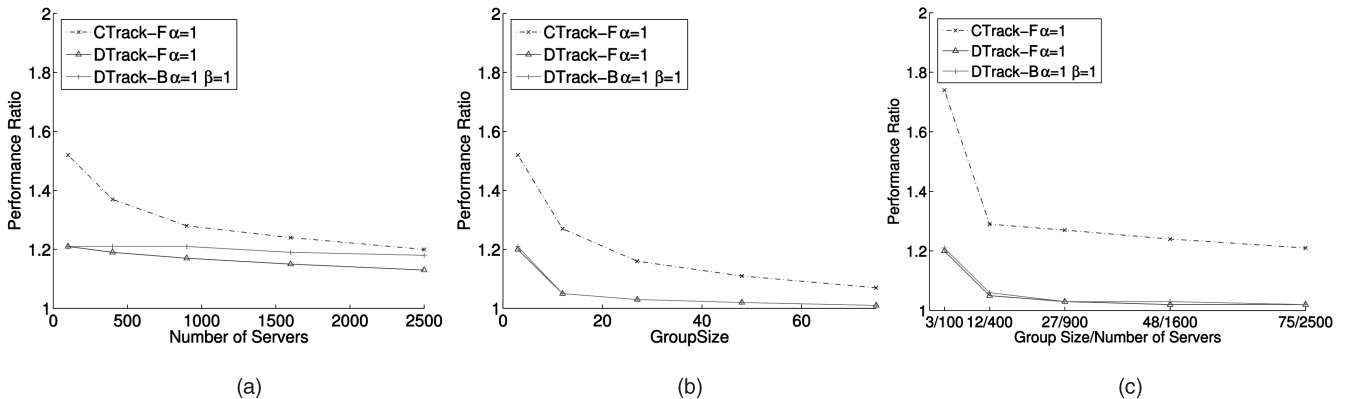 2
1.8
1.6
1.4
1.2
1
Performance Ratio
CTrack-F α=1
DTrack-F α=1
DTrack-B α=1 β=1
0 500 1000 1500 2000 2500
Number of Servers
(a)
2
1.8
1.6
1.4
1.2
1
Performance Ratio
CTrack-F α=1
DTrack-F α=1
DTrack-B α=1 β=1
0 20 40 60
GroupSize
(b)
2
1.8
1.6
1.4
1.2
1
Performance Ratio
CTrack-F α=1
DTrack-F α=1
DTrack-B α=1 β=1
3/100 12/400 27/900 48/1600 75/2500
Group Size/Number of Servers
(c)